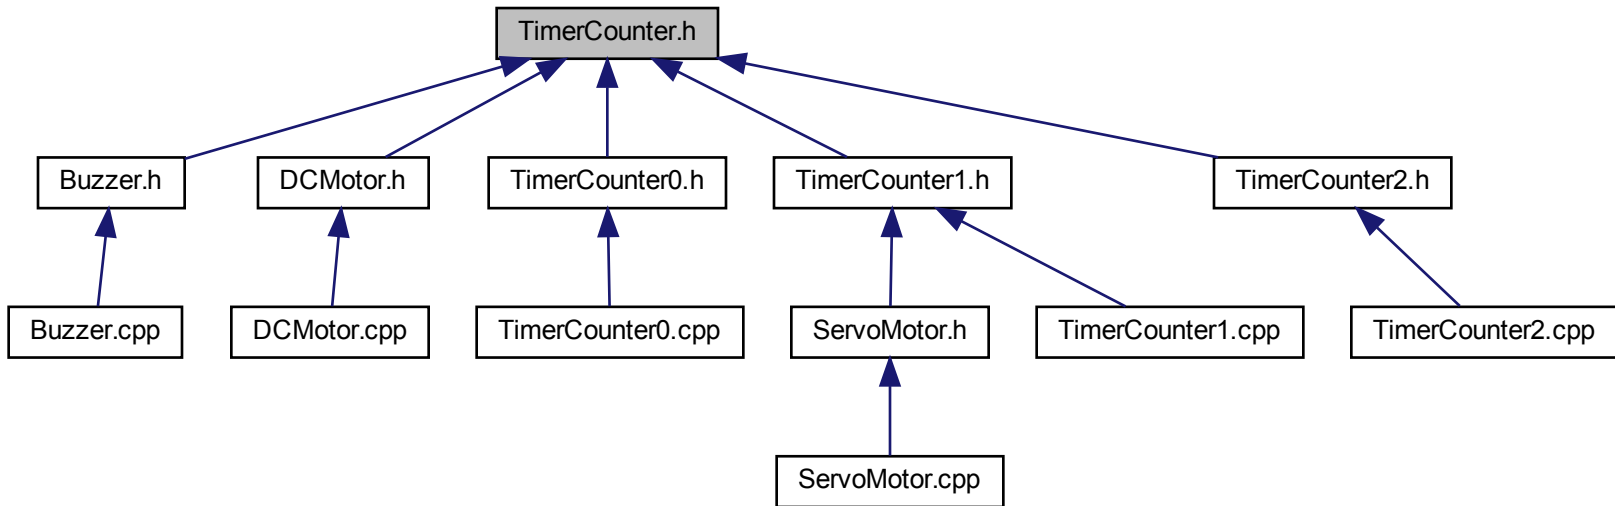 TimerCounter.h
Buzzer.h
DCMotor.h
TimerCounter0.h
TimerCounter1.h
TimerCounter2.h
Buzzer.cpp
DCMotor.cpp
TimerCounter0.cpp
ServoMotor.h
TimerCounter1.cpp
TimerCounter2.cpp
ServoMotor.cpp